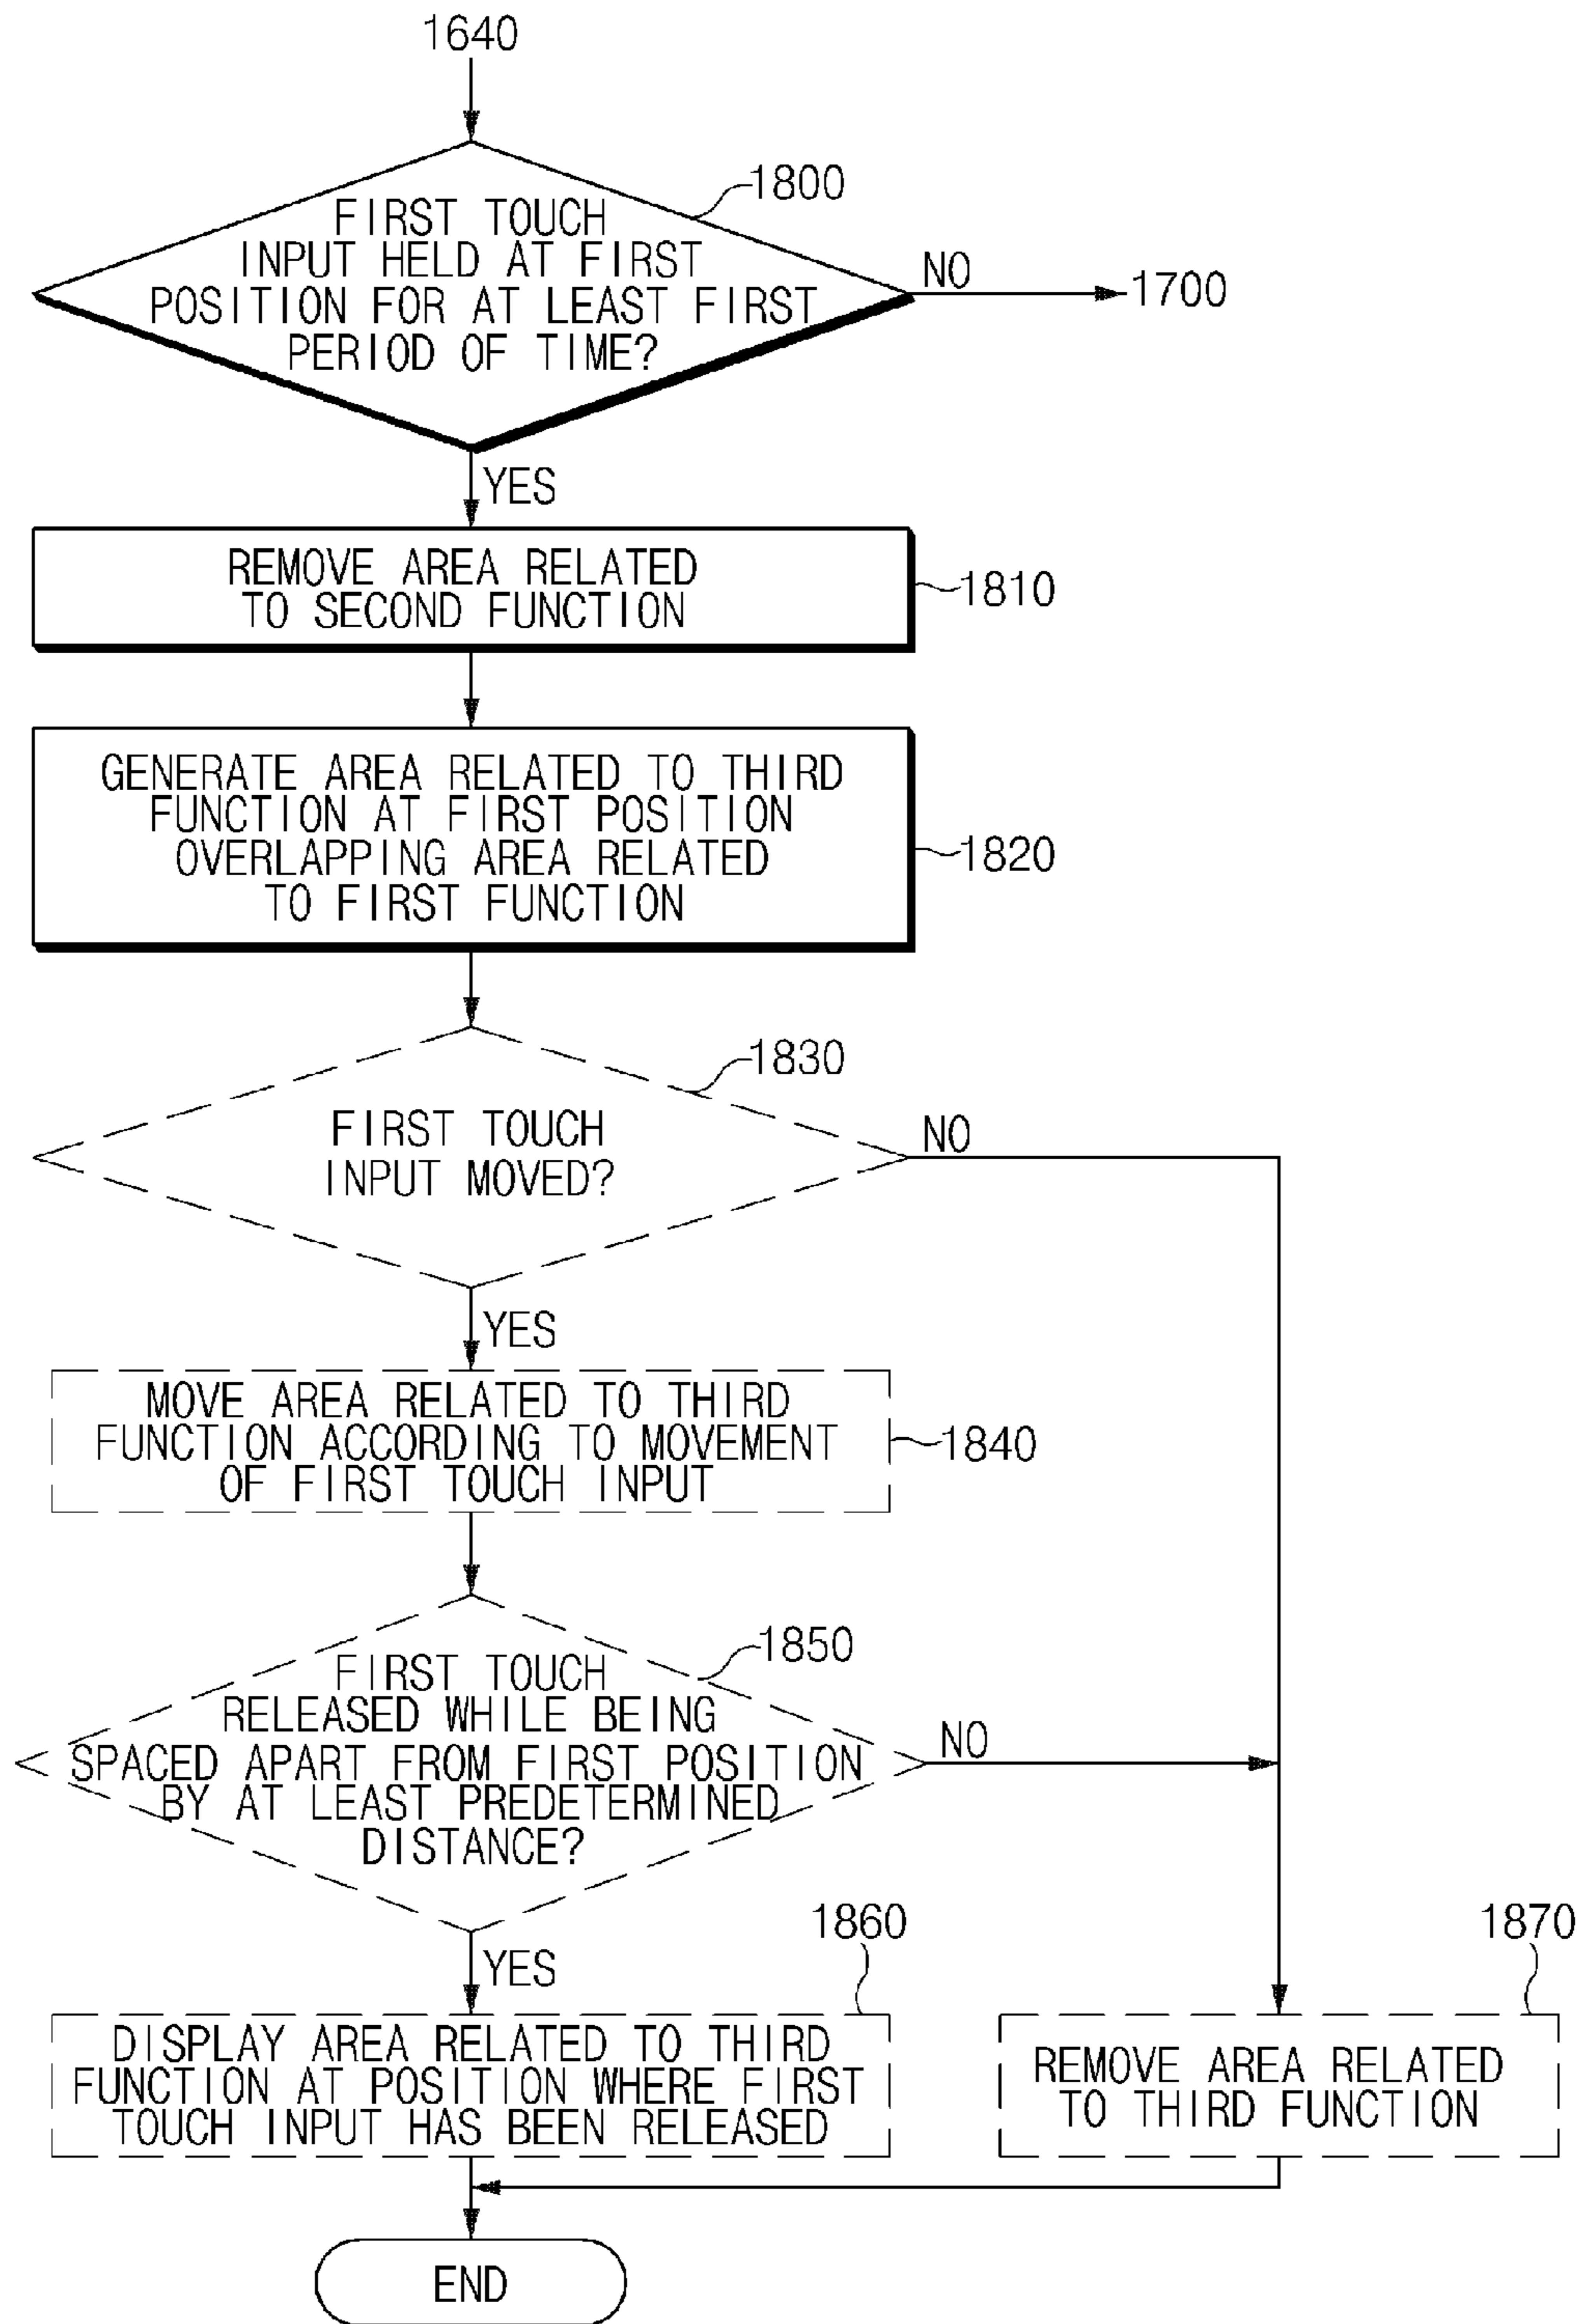 1640
1800
FIRST TOUCH
INPUT HELD AT FIRST
POSITION FOR AT LEAST FIRST
PERIOD OF TIME?
NO
1700
YES
REMOVE AREA RELATED
TO SECOND FUNCTION
1810
GENERATE AREA RELATED TO THIRD
FUNCTION AT FIRST POSITION
OVERLAPPING AREA RELATED
TO FIRST FUNCTION
1820
1830
FIRST TOUCH
INPUT MOVED?
NO
YES
MOVE AREA RELATED TO THIRD
FUNCTION ACCORDING TO MOVEMENT
OF FIRST TOUCH INPUT
1840
1850
FIRST TOUCH
RELEASED WHILE BEING
SPACED APART FROM FIRST POSITION
BY AT LEAST PREDETERMINED
DISTANCE?
NO
YES
1860
DISPLAY AREA RELATED TO THIRD
FUNCTION AT POSITION WHERE FIRST
TOUCH INPUT HAS BEEN RELEASED
1870
REMOVE AREA RELATED
TO THIRD FUNCTION
END